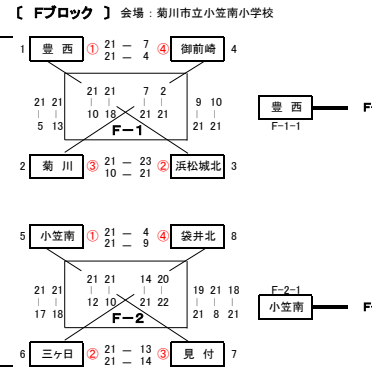 〔 Fブロック 〕 会場：菊川市立小笠南小学校
1 豊 西 ① 21 － 7 ④ 御前崎 4
21 － 4
21 21 7 2
21 21 | | | | 9 10
| | 10 18 21 21 | |
5 13 F－1 21 21
豊 西
F-1-1
F-
2 菊 川 ③ 21 － 23 ② 浜松城北 3
10 － 21
5 小笠南 ① 21 － 4 ④ 袋井北 8
21 － 9
21 21 14 20
21 21 | | | | 19 21 18
| | 12 10 21 22 | | |
17 18 F－2 21 8 21
F-2-1
小笠南
F-
6 三ヶ日 ② 21 － 13 ③ 見 付 7
21 － 14